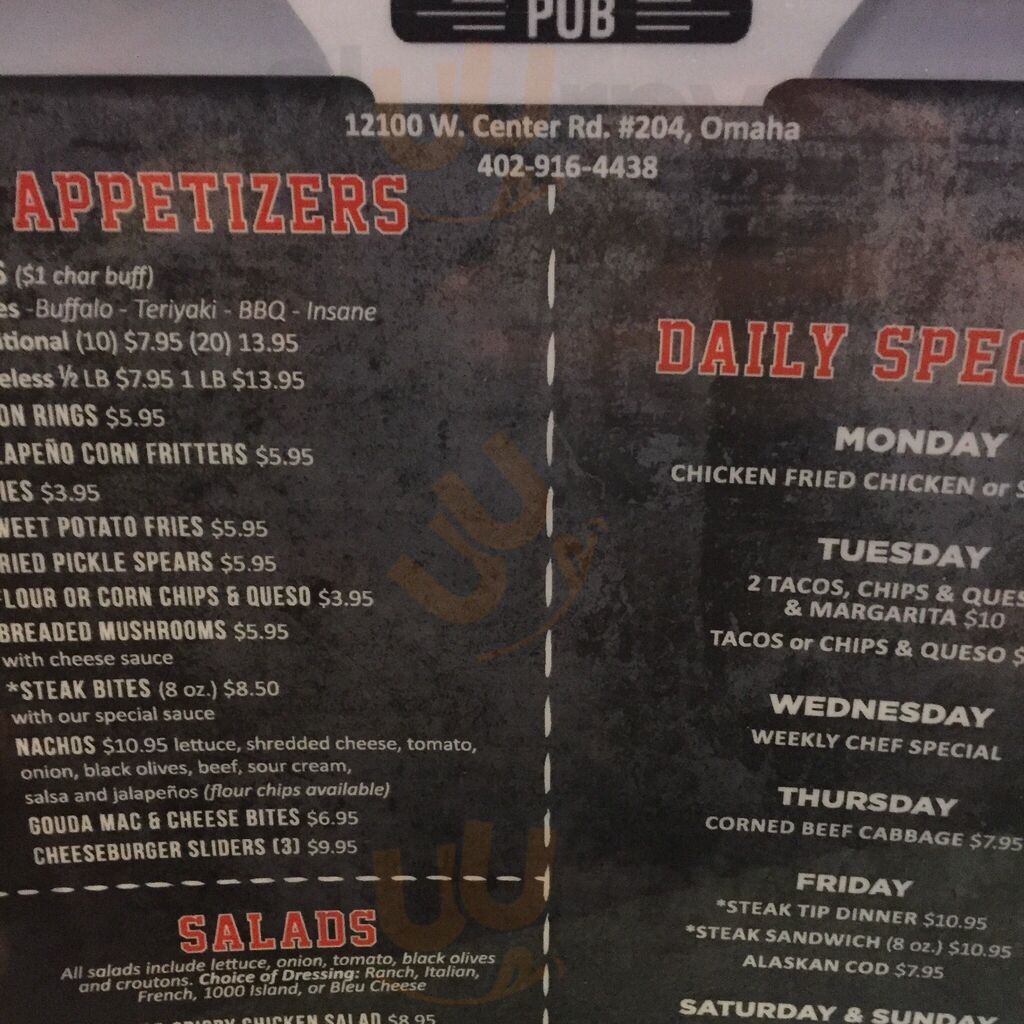 PUB
12100 W. Center Rd. #204, Omaha
402-916-4438
APPETIZERS
($1 char buff)
-Buffalo - Teriyaki - BBQ - Insane
(10) $7.95 (20) 13.95
½ LB $7.95 1 LB $13.95
RINGS $5.95
CORN FRITTERS $5.95
$3.95
POTATO FRIES $5.95
PICKLE SPEARS $5.95
FLOUR OR CORN CHIPS & QUESO $3.95
BREADED MUSHROOMS $5.95
with cheese sauce
*STEAK BITES (8 oz.) $8.50
with our special sauce
NACHOS $10.95 lettuce, shredded cheese, tomato,
onion, black olives, beef, sour cream,
salsa and jalapeños (flour chips available)
GOUDA MAC & CHEESE BITES $6.95
CHEESEBURGER SLIDERS (3) $9.95
SALADS
All salads include lettuce, onion, tomato, black olives
and croutons. Choice of Dressing: Ranch, Italian,
French, 1000 Island, or Bleu Cheese
CHICKEN SALAD $8.95
DAILY
MONDAY
CHICKEN FRIED CHICKEN or
TUESDAY
2 TACOS, CHIPS &
& MARGARITA $10
TACOS or CHIPS & QUESO
WEDNESDAY
WEEKLY CHEF SPECIAL
THURSDAY
CORNED BEEF CABBAGE $7.95
FRIDAY
*STEAK TIP DINNER $10.95
*STEAK SANDWICH (8 oz.) $10.95
ALASKAN COD $7.95
SATURDAY & SUNDAY